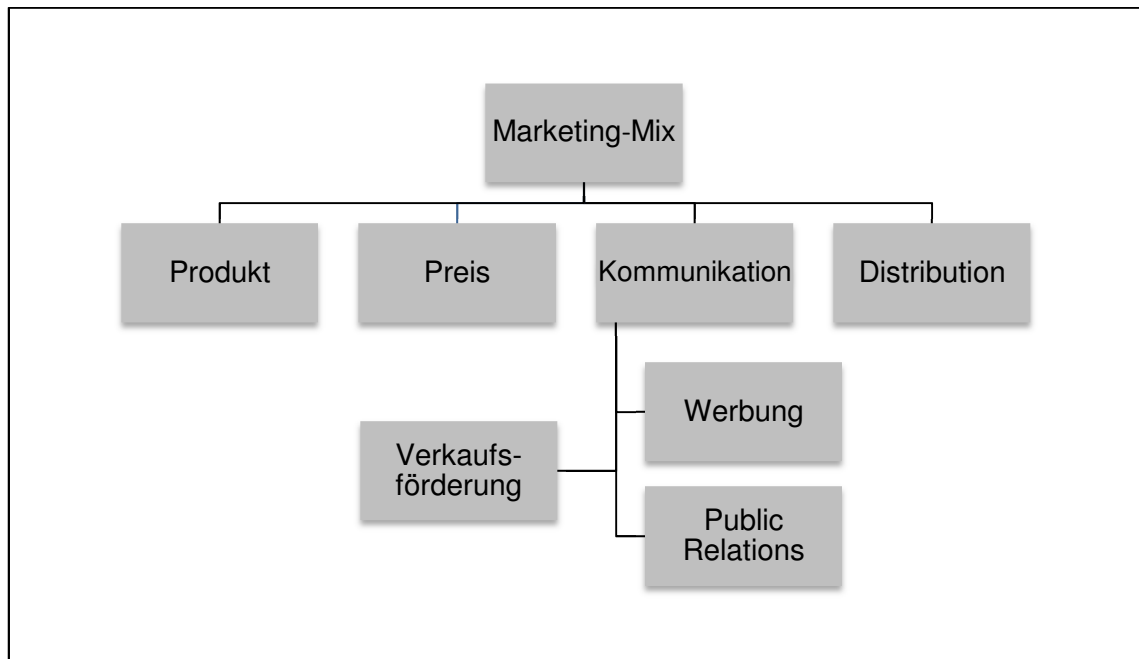 Marketing-Mix
Produkt
Preis
Kommunikation
Distribution
Werbung
Verkaufs-
förderung
Public
Relations